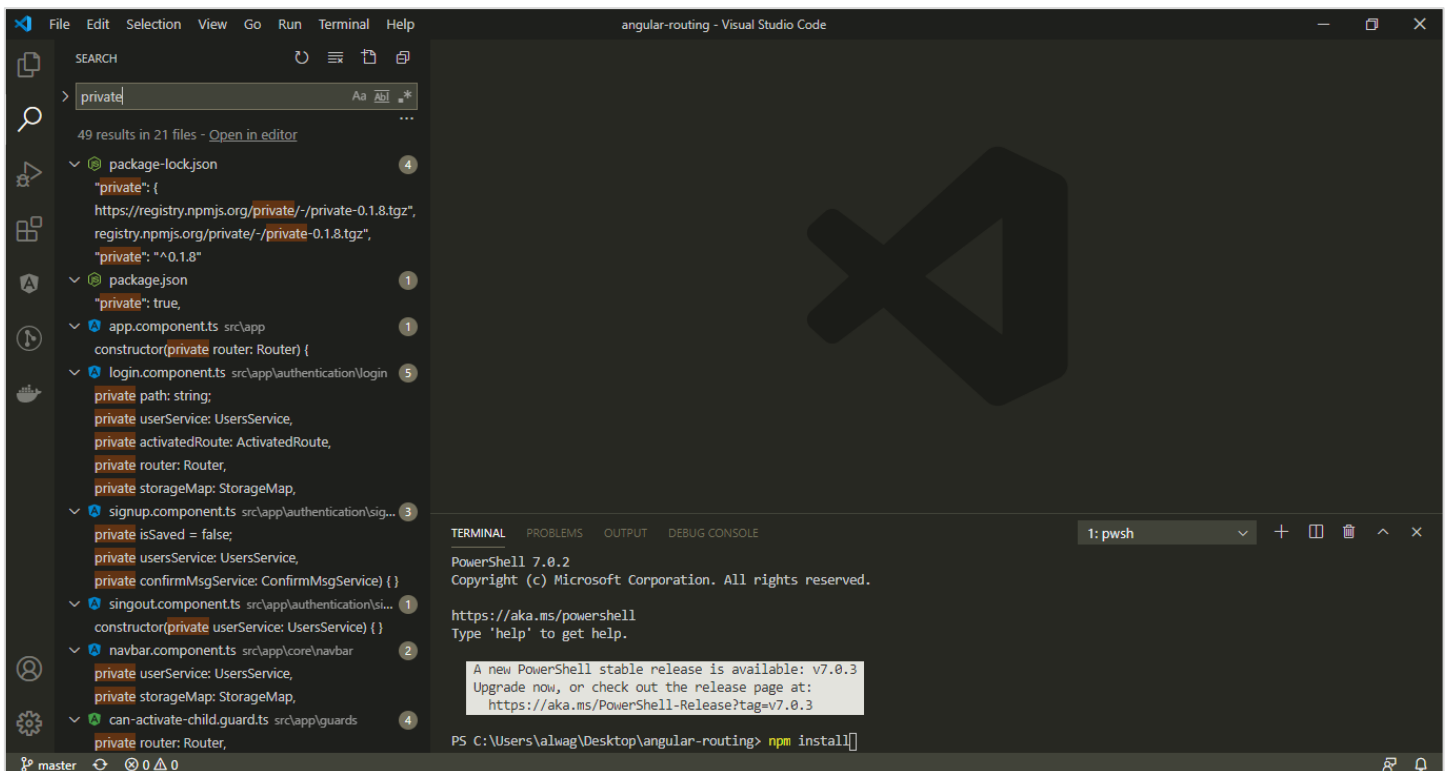 File Edit Selection View Go Run Terminal Help
angular-routing - Visual Studio Code
SEARCH
private
Aa Abl .*
49 results in 21 files - Open in editor
package-lock.json 4
"private": {
https://registry.npmjs.org/private/-/private-0.1.8.tgz",
registry.npmjs.org/private/-/private-0.1.8.tgz",
"private": "^0.1.8"
package.json 1
"private": true,
app.component.ts src\app 1
constructor(private router: Router) {
login.component.ts src\app\authentication\login 5
private path: string;
private userService: UsersService,
private activatedRoute: ActivatedRoute,
private router: Router,
private storageMap: StorageMap,
signup.component.ts src\app\authentication\sig... 3
private isSaved = false;
private usersService: UsersService,
private confirmMsgService: ConfirmMsgService) { }
singout.component.ts src\app\authentication\si... 1
constructor(private userService: UsersService) { }
navbar.component.ts src\app\core\navbar 2
private userService: UsersService,
private storageMap: StorageMap,
can-activate-child.guard.ts src\app\guards 4
private router: Router,
TERMINAL PROBLEMS OUTPUT DEBUG CONSOLE
1: pwsh
PowerShell 7.0.2
Copyright (c) Microsoft Corporation. All rights reserved.
https://aka.ms/powershell
Type 'help' to get help.
A new PowerShell stable release is available: v7.0.3
Upgrade now, or check out the release page at:
https://aka.ms/PowerShell-Release?tag=v7.0.3
PS C:\Users\alwag\Desktop\angular-routing> npm install
master 0 0